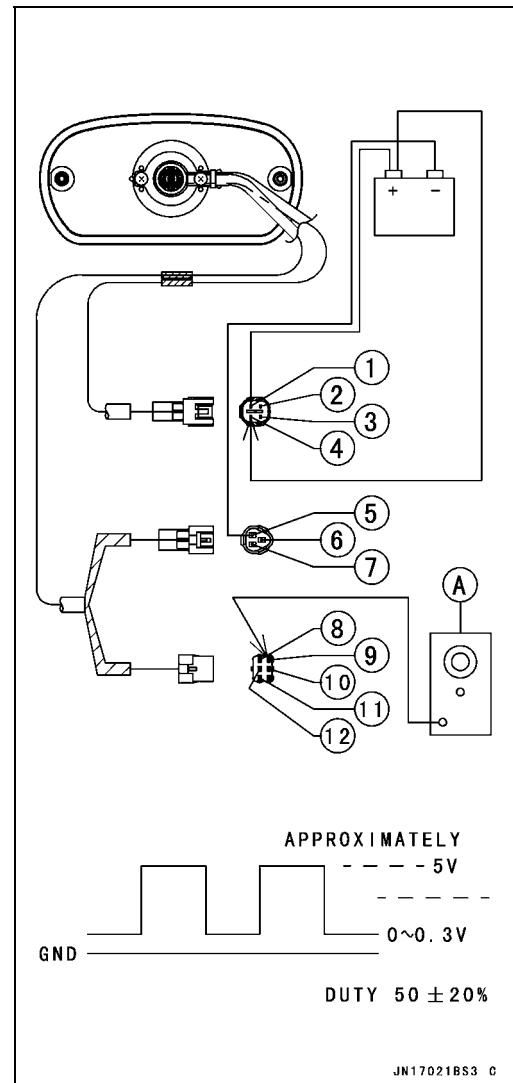 + −
1
2
3
4
5
6
7
A
8
9
10
11
12
APPROXIMATELY
5V
0~0.3V
GND
DUTY 50 ± 20%
JN17021BS3 C